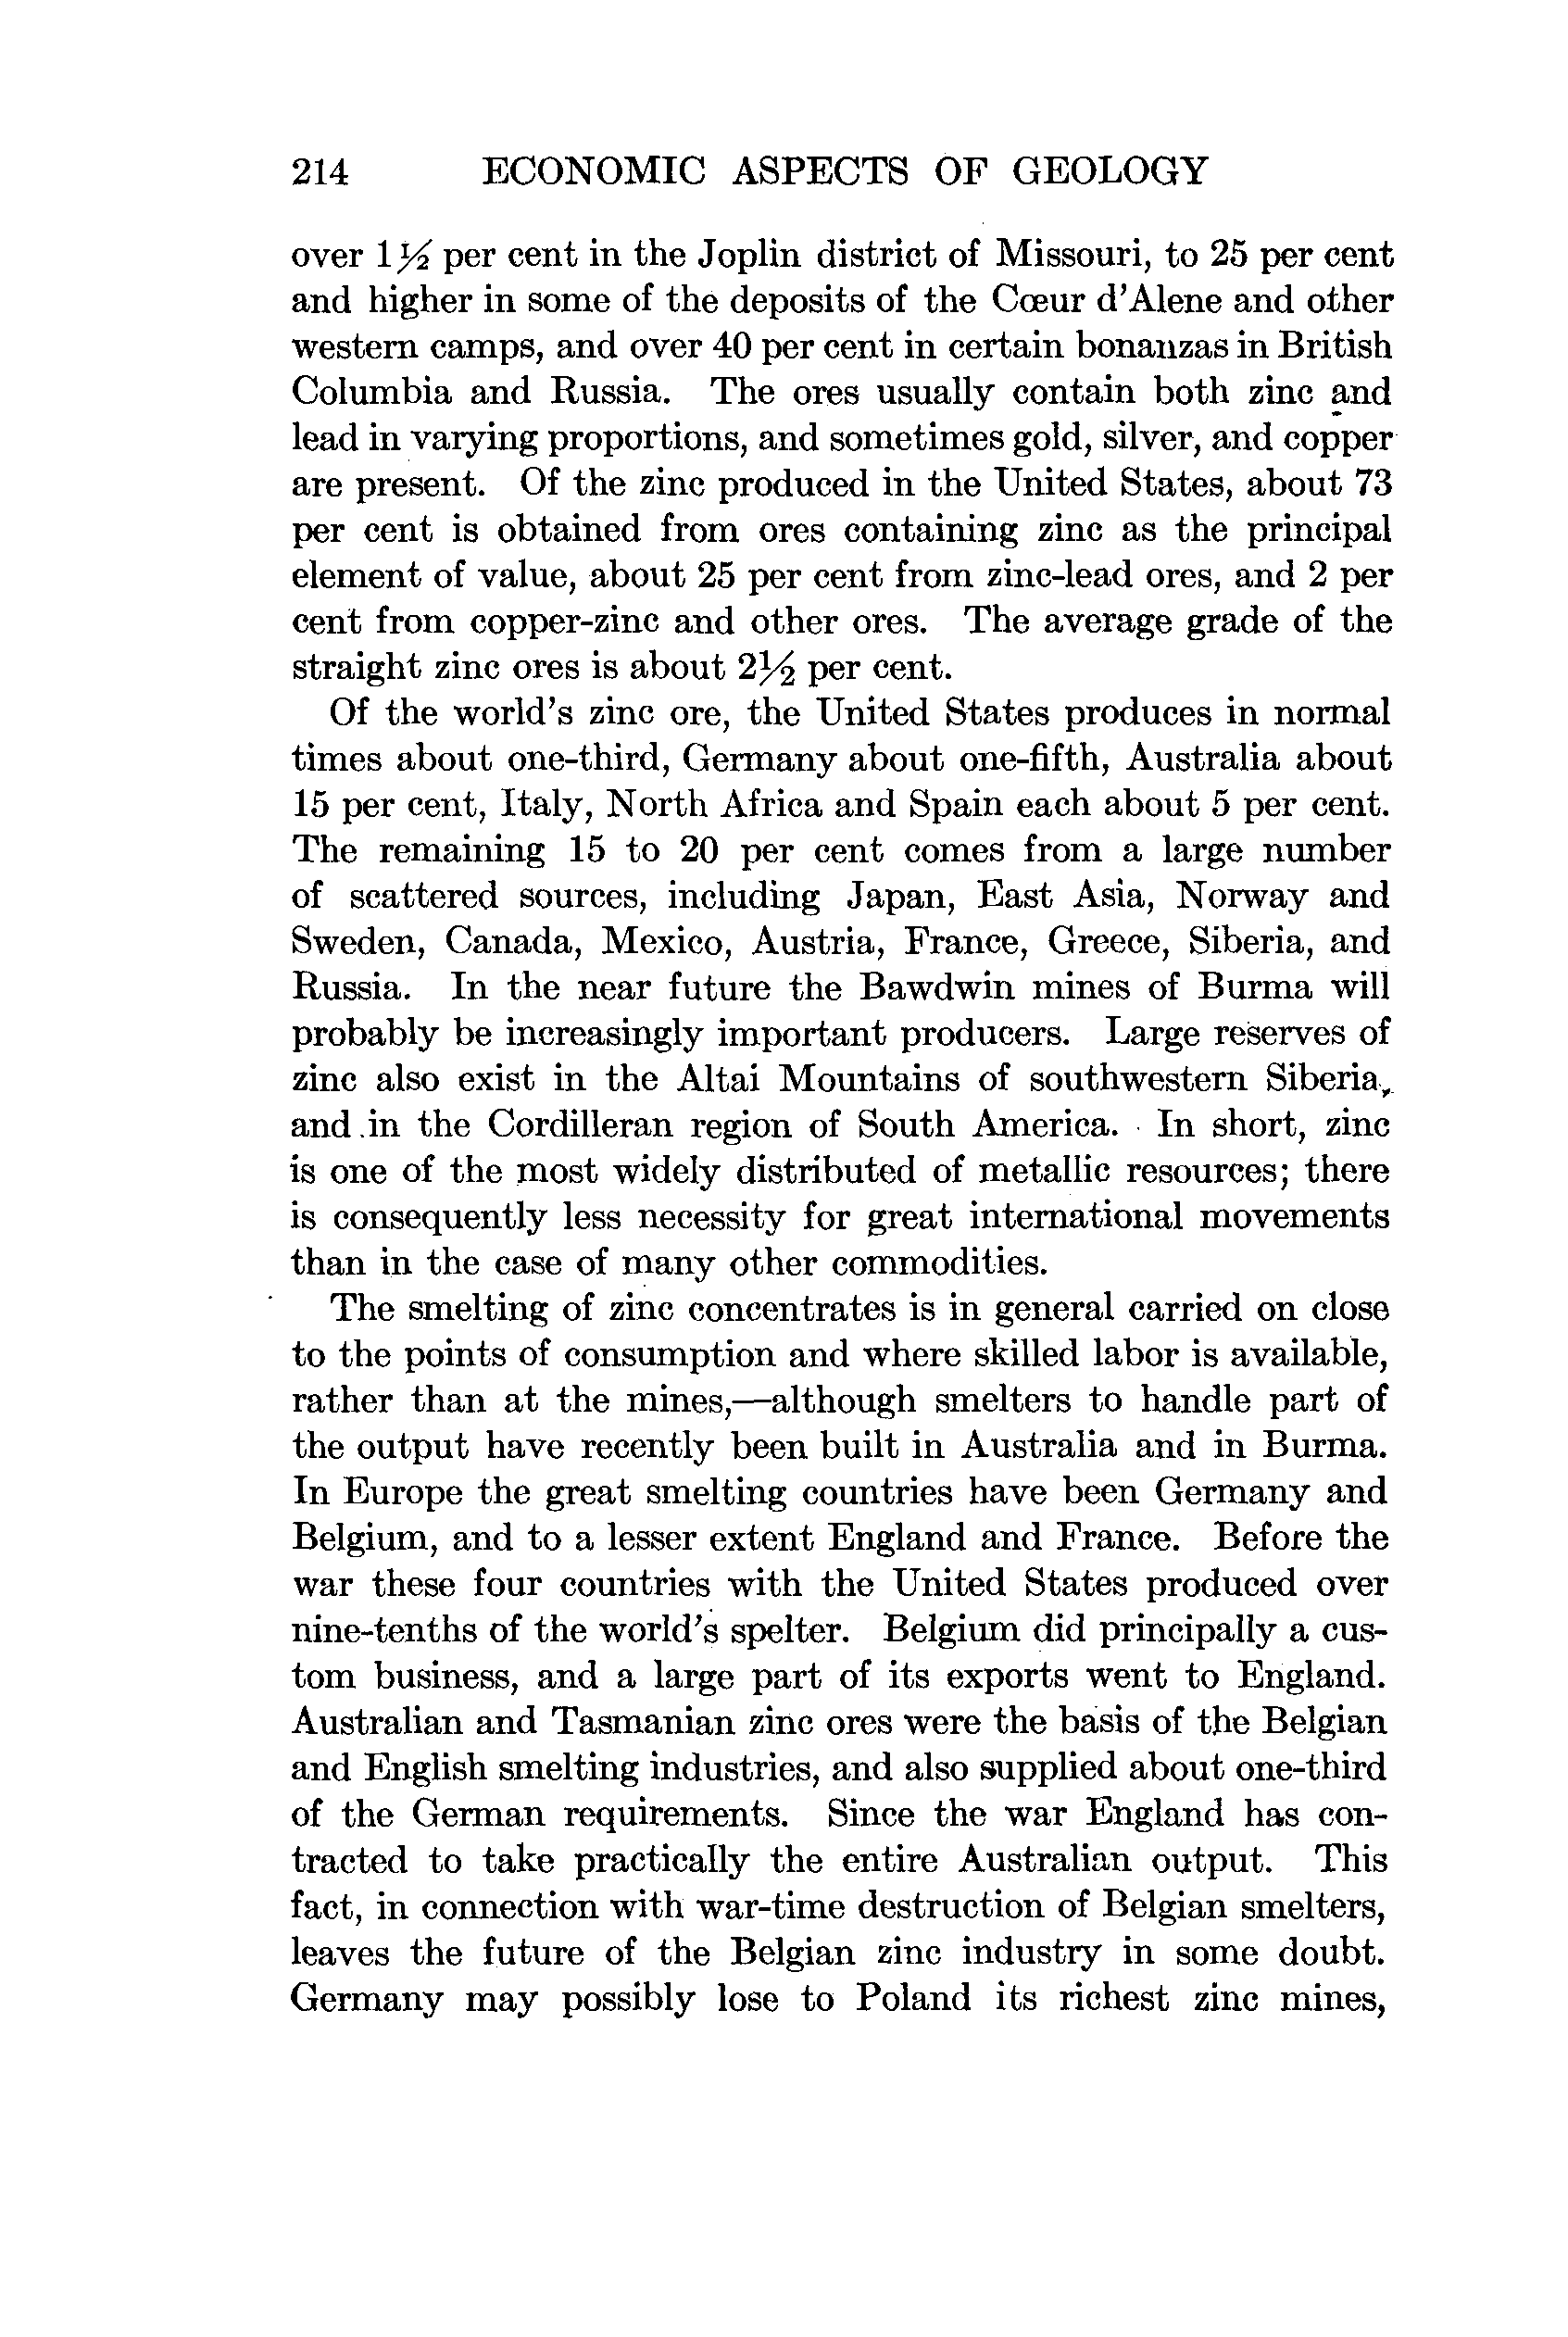 214 ECONOMIC ASPECTS OF GEOLOGY
over 1½ per cent in the Joplin district of Missouri, to 25 per cent
and higher in some of the deposits of the Cœur d'Alene and other
western camps, and over 40 per cent in certain bonanzas in British
Columbia and Russia. The ores usually contain both zinc and
lead in varying proportions, and sometimes gold, silver, and copper
are present. Of the zinc produced in the United States, about 73
per cent is obtained from ores containing zinc as the principal
element of value, about 25 per cent from zinc-lead ores, and 2 per
cent from copper-zinc and other ores. The average grade of the
straight zinc ores is about 2½ per cent.
Of the world's zinc ore, the United States produces in normal
times about one-third, Germany about one-fifth, Australia about
15 per cent, Italy, North Africa and Spain each about 5 per cent.
The remaining 15 to 20 per cent comes from a large number
of scattered sources, including Japan, East Asia, Norway and
Sweden, Canada, Mexico, Austria, France, Greece, Siberia, and
Russia. In the near future the Bawdwin mines of Burma will
probably be increasingly important producers. Large reserves of
zinc also exist in the Altai Mountains of southwestern Siberia,
and in the Cordilleran region of South America. In short, zinc
is one of the most widely distributed of metallic resources; there
is consequently less necessity for great international movements
than in the case of many other commodities.
The smelting of zinc concentrates is in general carried on close
to the points of consumption and where skilled labor is available,
rather than at the mines,—although smelters to handle part of
the output have recently been built in Australia and in Burma.
In Europe the great smelting countries have been Germany and
Belgium, and to a lesser extent England and France. Before the
war these four countries with the United States produced over
nine-tenths of the world's spelter. Belgium did principally a cus-
tom business, and a large part of its exports went to England.
Australian and Tasmanian zinc ores were the basis of the Belgian
and English smelting industries, and also supplied about one-third
of the German requirements. Since the war England has con-
tracted to take practically the entire Australian output. This
fact, in connection with war-time destruction of Belgian smelters,
leaves the future of the Belgian zinc industry in some doubt.
Germany may possibly lose to Poland its richest zinc mines,